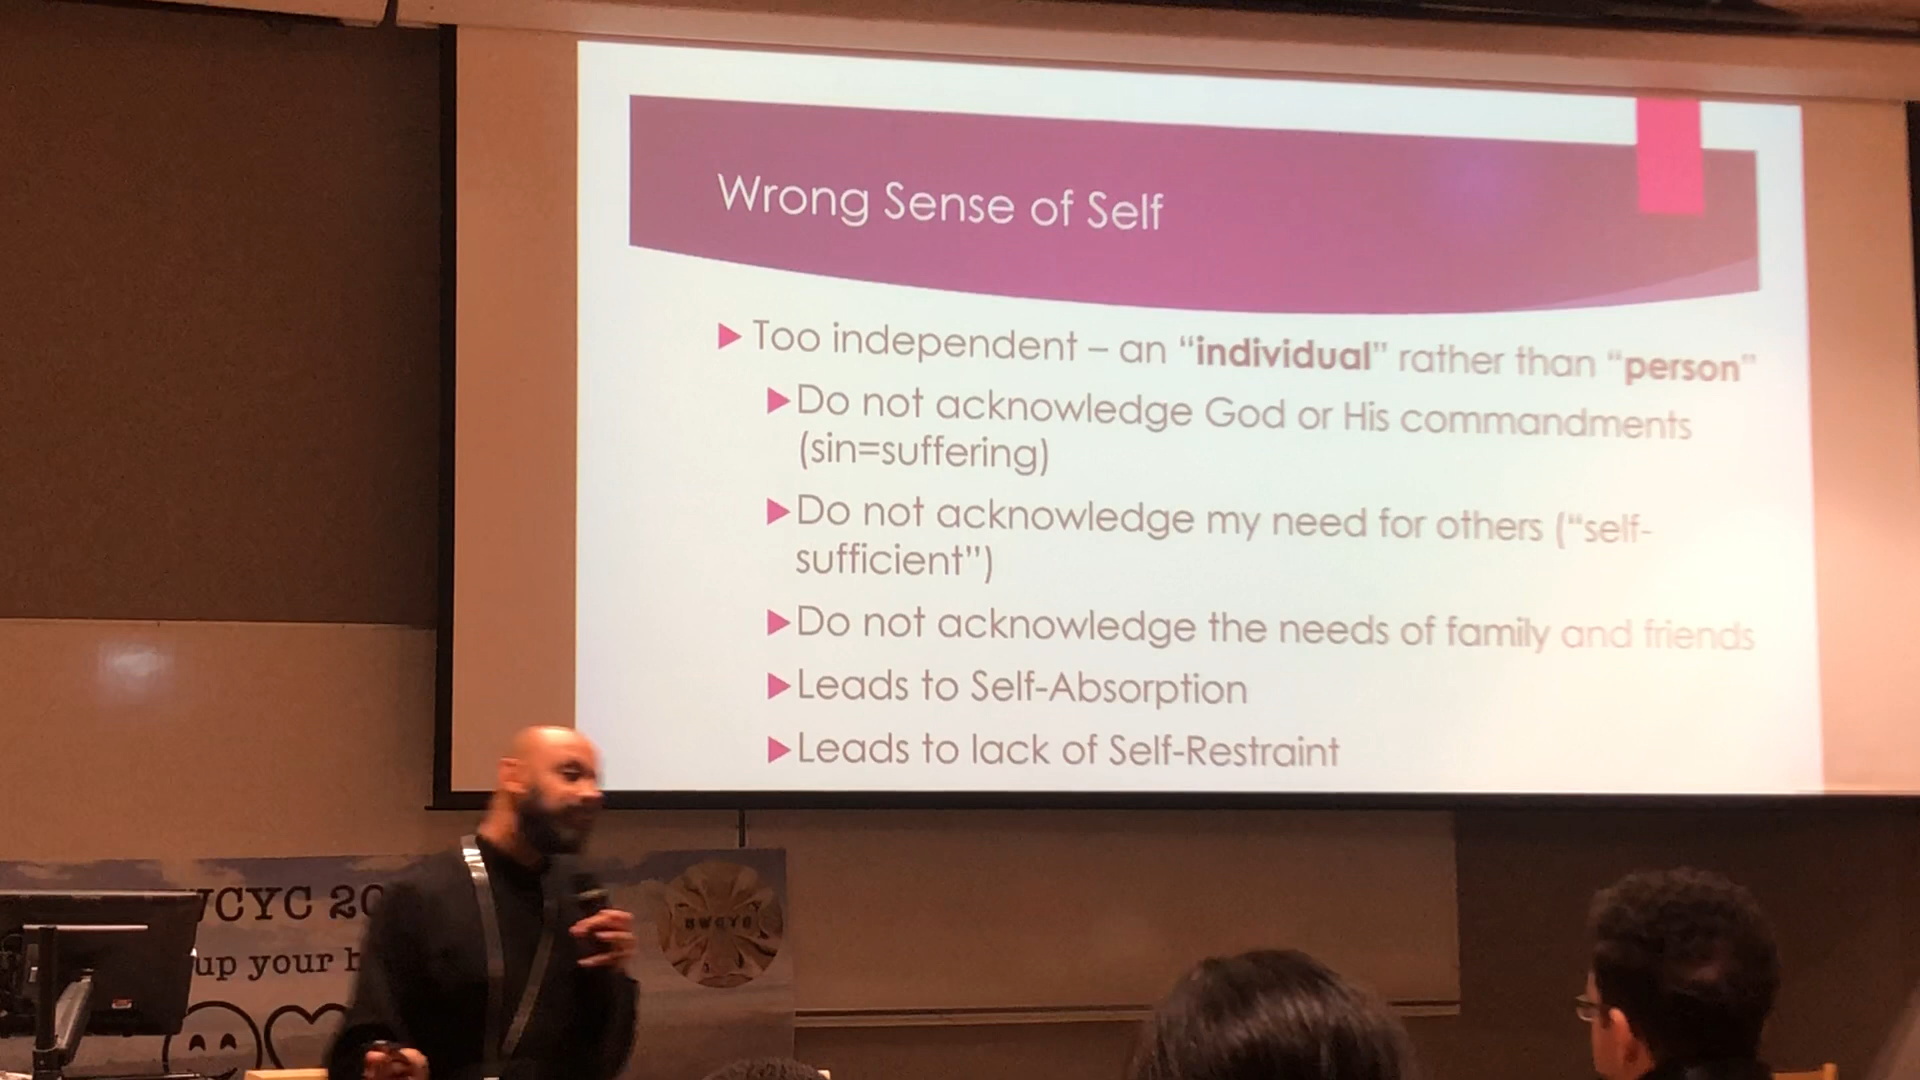 Wrong Sense of Self
Too independent – an “individual” rather than “person”
Do not acknowledge God or His commandments
(sin=suffering)
Do not acknowledge my need for others (“self-
sufficient”)
Do not acknowledge the needs of family and friends
Leads to Self-Absorption
Leads to lack of Self-Restraint
CYC 20
up your